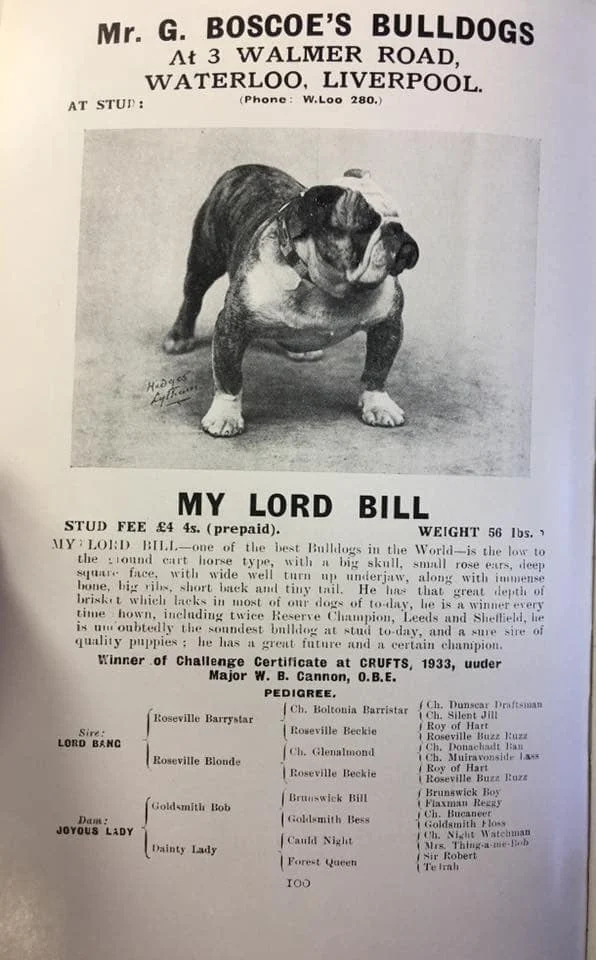 Mr. G. BOSCOE'S BULLDOGS
At 3 WALMER ROAD,
WATERLOO, LIVERPOOL.
(Phone: W.Loo 280.)
AT STUD:
Hedges
Lytham
MY LORD BILL
STUD FEE £4 4s. (prepaid).
WEIGHT 56 lbs.
MY LORD BILL—one of the best Bulldogs in the World—is the low to
the ground cart horse type, with a big skull, small rose ears, deep
square face, with wide well turn up underjaw, along with immense
bone, big ribs, short back and tiny tail. He has that great depth of
brisket which lacks in most of our dogs of to-day, he is a winner every
time shown, including twice Reserve Champion, Leeds and Sheffield, he
is undoubtedly the soundest bulldog at stud to-day, and a sure sire of
quality puppies ; he has a great future and a certain champion.
Winner of Challenge Certificate at CRUFTS, 1933, uuder
Major W. B. Cannon, O.B.E.
PEDIGREE.
Sire:
LORD BANG
Roseville Barrystar
Roseville Blonde
Ch. Boltonia Barristar
Roseville Beckie
Ch. Glenalmond
Roseville Beckie
Ch. Dunscar Draftsman
Ch. Silent Jill
Roy of Hart
Roseville Buzz Buzz
Ch. Donachadt Ban
Ch. Muiravonside Lass
Roy of Hart
Roseville Buzz Buzz
Dam:
JOYOUS LADY
Goldsmith Bob
Dainty Lady
Brunswick Bill
Goldsmith Bess
Cauld Night
Forest Queen
Brunswick Boy
Flaxman Reggy
Ch. Bucaneer
Goldsmith Floss
Ch. Night Watchman
Mrs. Thing-a-me-Bob
Sir Robert
100